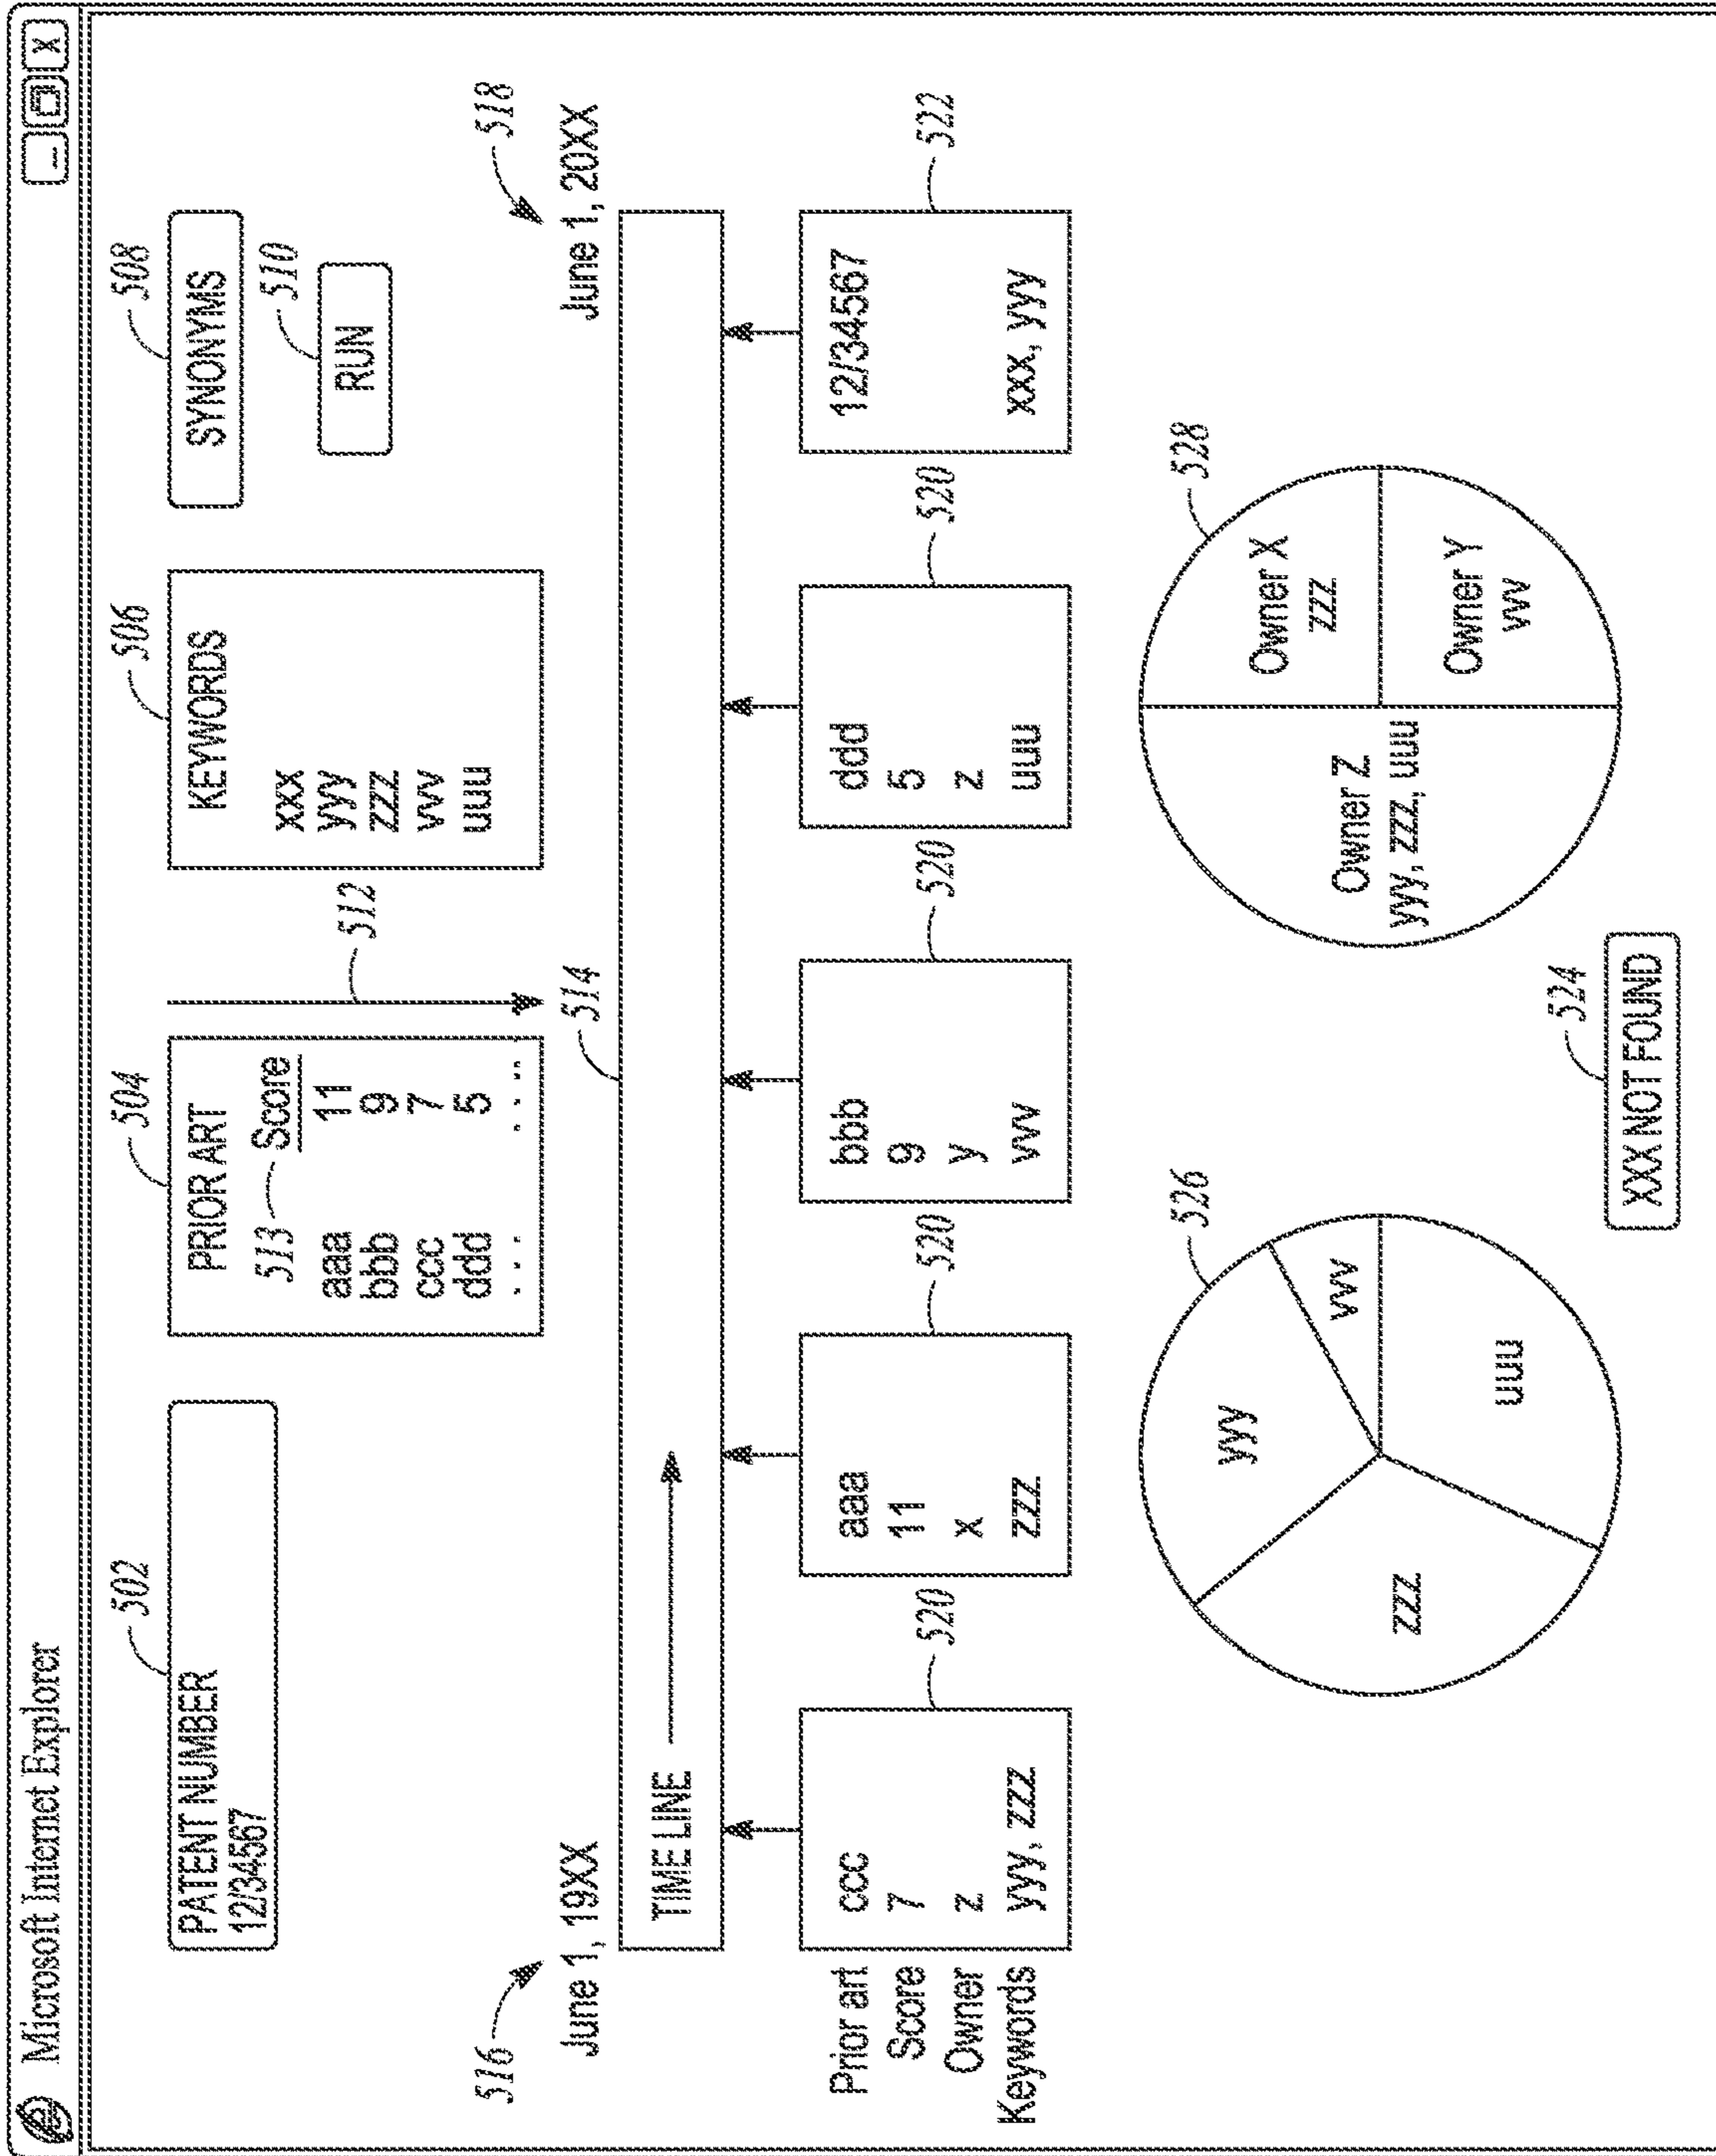 Microsoft Internet Explorer
502
PATENT NUMBER
12/34567
504
PRIOR ART
513 Score
aaa 11
bbb 9
ccc 7
ddd 5
... ...
512
506
KEYWORDS
xxx
yyy
zzz
vvv
uuu
508
SYNONYMS
510
RUN
516
June 1, 19XX
514
518
June 1, 20XX
TIME LINE
Prior art
Score
Owner
Keywords
ccc
7
z
yyy, zzz
520
aaa
11
x
zzz
520
bbb
9
y
vvv
520
ddd
5
z
uuu
520
12/34567
xxx, yyy
522
526
yyy
vvv
zzz
uuu
528
Owner Z
yyy, zzz, uuu
Owner X
zzz
Owner Y
vvv
524
XXX NOT FOUND